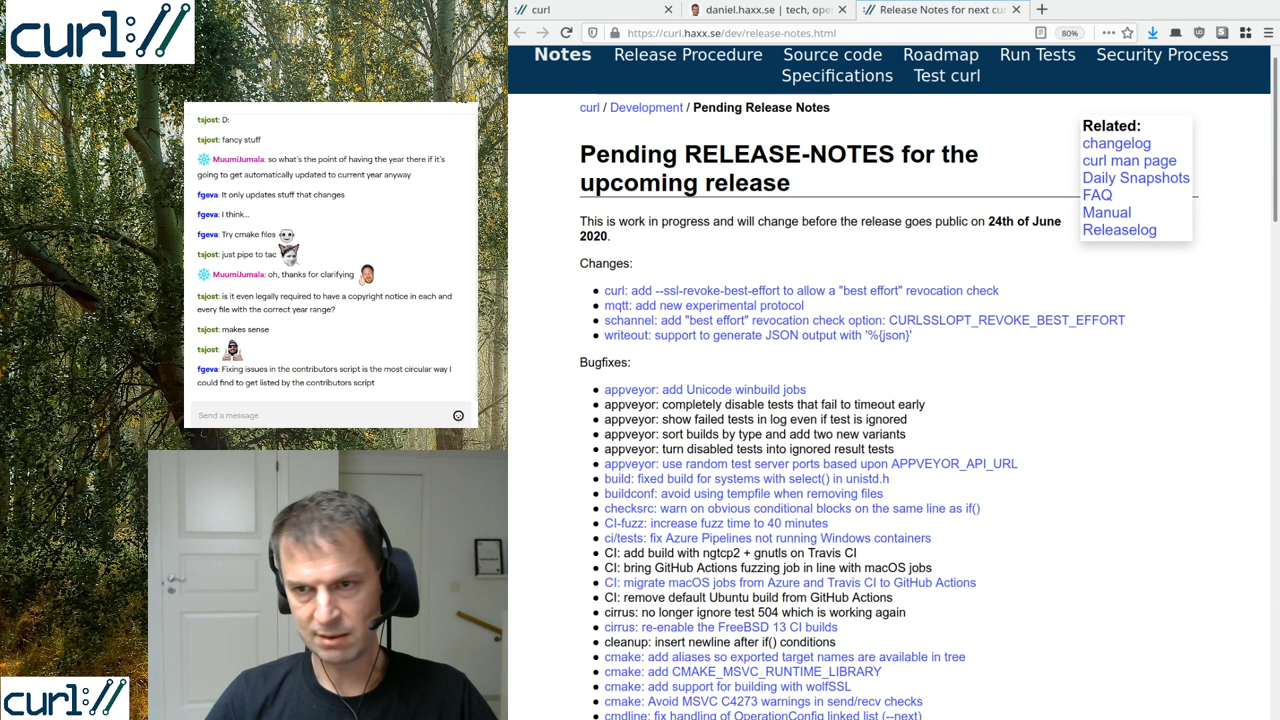 curl://
tsjost: D:
tsjost: fancy stuff
MuumiJumala: so what's the point of having the year there if it's
going to get automatically updated to current year anyway
fgeva: It only updates stuff that changes
fgeva: I think...
fgeva: Try cmake files
tsjost: just pipe to tac
MuumiJumala: oh, thanks for clarifying
tsjost: is it even legally required to have a copyright notice in each and
every file with the correct year range?
tsjost: makes sense
tsjost:
fgeva: Fixing issues in the contributors script is the most circular way I
could find to get listed by the contributors script
Send a message
curl://
curl
daniel.haxx.se | tech, oper
Release Notes for next cur
https://curl.haxx.se/dev/release-notes.html
80%
Notes Release Procedure Source code Roadmap Run Tests Security Process
Specifications Test curl
curl / Development / Pending Release Notes
Related:
changelog
curl man page
Daily Snapshots
FAQ
Manual
Releaselog
Pending RELEASE-NOTES for the
upcoming release
This is work in progress and will change before the release goes public on 24th of June
2020.
Changes:
curl: add --ssl-revoke-best-effort to allow a "best effort" revocation check
mqtt: add new experimental protocol
schannel: add "best effort" revocation check option: CURLSSLOPT_REVOKE_BEST_EFFORT
writeout: support to generate JSON output with '%{json}'
Bugfixes:
appveyor: add Unicode winbuild jobs
appveyor: completely disable tests that fail to timeout early
appveyor: show failed tests in log even if test is ignored
appveyor: sort builds by type and add two new variants
appveyor: turn disabled tests into ignored result tests
appveyor: use random test server ports based upon APPVEYOR_API_URL
build: fixed build for systems with select() in unistd.h
buildconf: avoid using tempfile when removing files
checksrc: warn on obvious conditional blocks on the same line as if()
CI-fuzz: increase fuzz time to 40 minutes
ci/tests: fix Azure Pipelines not running Windows containers
CI: add build with ngtcp2 + gnutls on Travis CI
CI: bring GitHub Actions fuzzing job in line with macOS jobs
CI: migrate macOS jobs from Azure and Travis CI to GitHub Actions
CI: remove default Ubuntu build from GitHub Actions
cirrus: no longer ignore test 504 which is working again
cirrus: re-enable the FreeBSD 13 CI builds
cleanup: insert newline after if() conditions
cmake: add aliases so exported target names are available in tree
cmake: add CMAKE_MSVC_RUNTIME_LIBRARY
cmake: add support for building with wolfSSL
cmake: Avoid MSVC C4273 warnings in send/recv checks
cmdline: fix handling of OperationConfig linked list (--next)